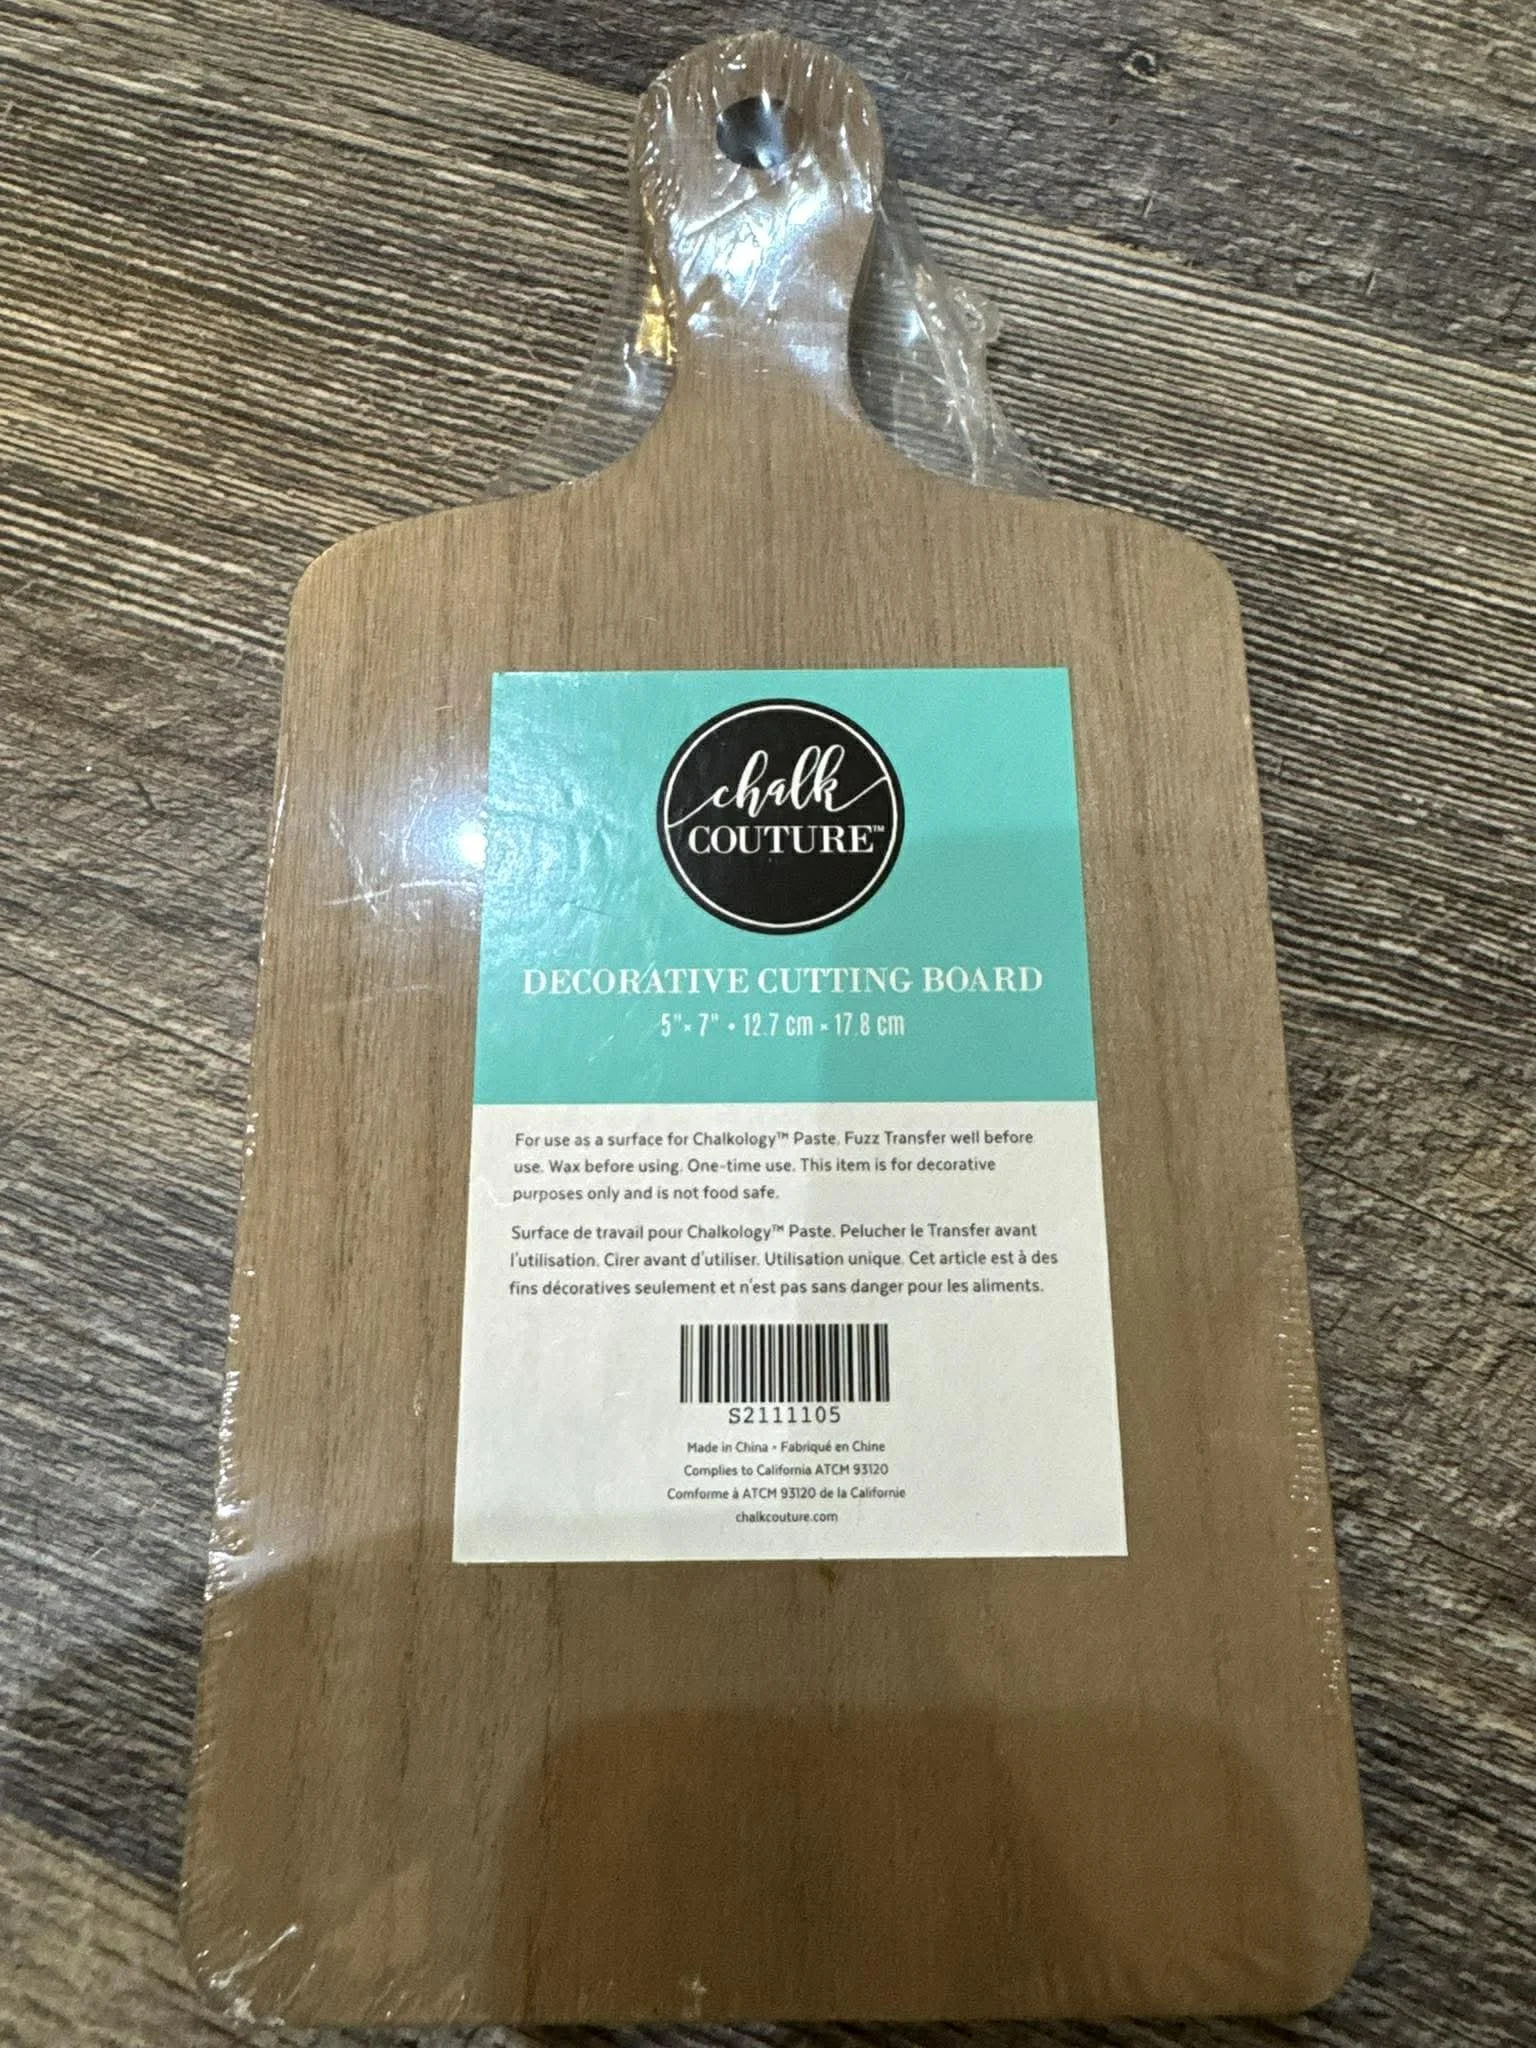 chalk
COUTURE™
DECORATIVE CUTTING BOARD
5" × 7" • 12.7 cm × 17.8 cm
For use as a surface for Chalkology™ Paste. Fuzz Transfer well before
use. Wax before using. One-time use. This item is for decorative
purposes only and is not food safe.
Surface de travail pour Chalkology™ Paste. Pelucher le Transfer avant
l'utilisation. Cirer avant d'utiliser. Utilisation unique. Cet article est à des
fins décoratives seulement et n'est pas sans danger pour les aliments.
S2111105
Made in China • Fabriqué en Chine
Complies to California ATCM 93120
Comforme à ATCM 93120 de la Californie
chalkcouture.com